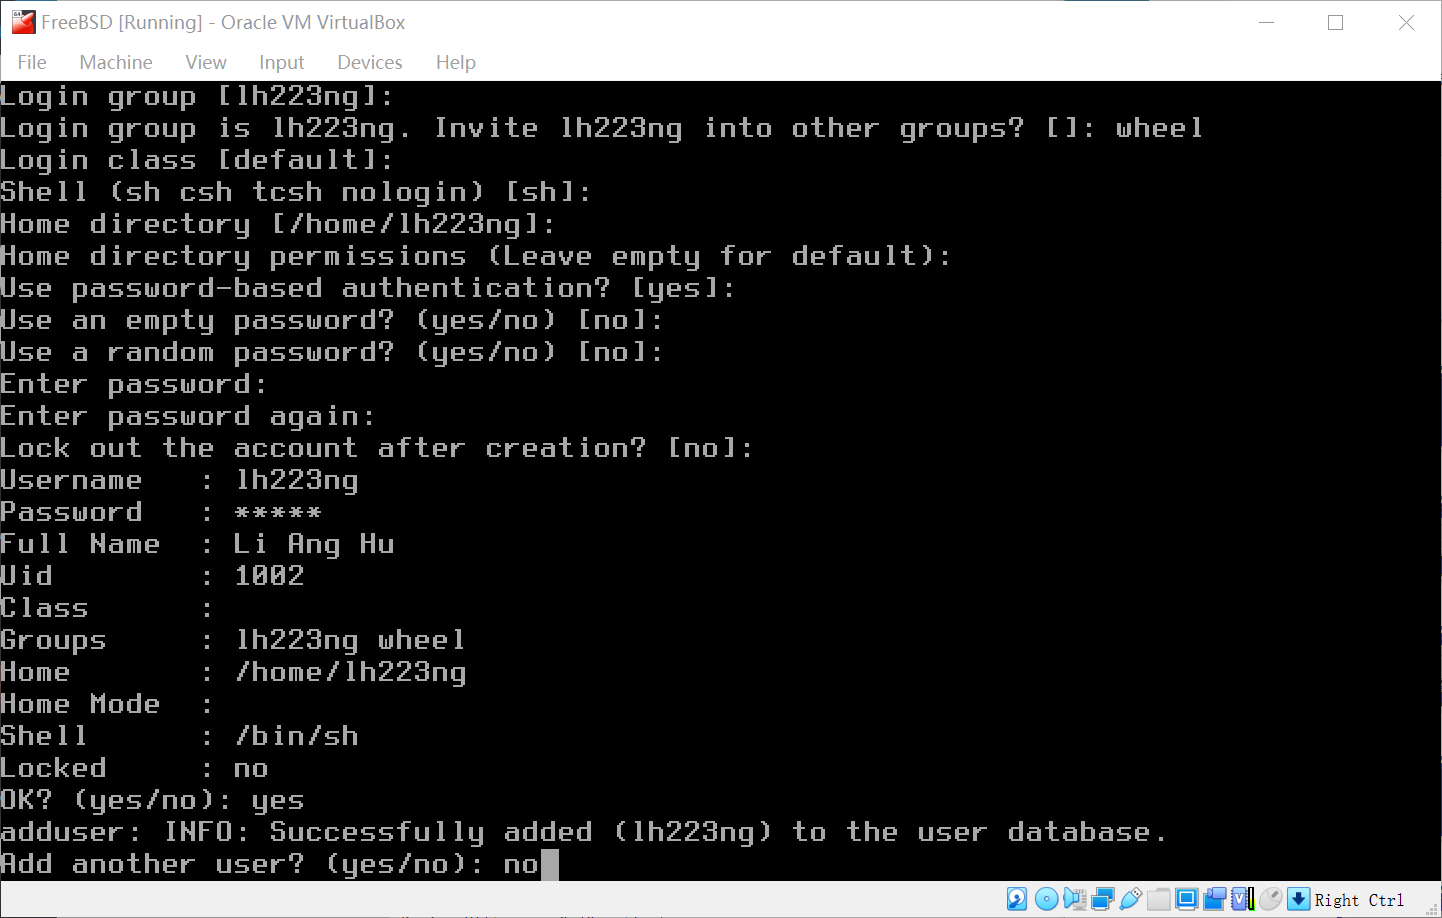 FreeBSD [Running] - Oracle VM VirtualBox
File Machine View Input Devices Help
Login group [lh223ng]:
Login group is lh223ng. Invite lh223ng into other groups? []: wheel
Login class [default]:
Shell (sh csh tcsh nologin) [sh]:
Home directory [/home/lh223ng]:
Home directory permissions (Leave empty for default):
Use password-based authentication? [yes]:
Use an empty password? (yes/no) [no]:
Use a random password? (yes/no) [no]:
Enter password:
Enter password again:
Lock out the account after creation? [no]:
Username   : lh223ng
Password   : *****
Full Name  : Li Ang Hu
Uid        : 1002
Class      :
Groups     : lh223ng wheel
Home       : /home/lh223ng
Home Mode  :
Shell      : /bin/sh
Locked     : no
OK? (yes/no): yes
adduser: INFO: Successfully added (lh223ng) to the user database.
Add another user? (yes/no): no
Right Ctrl